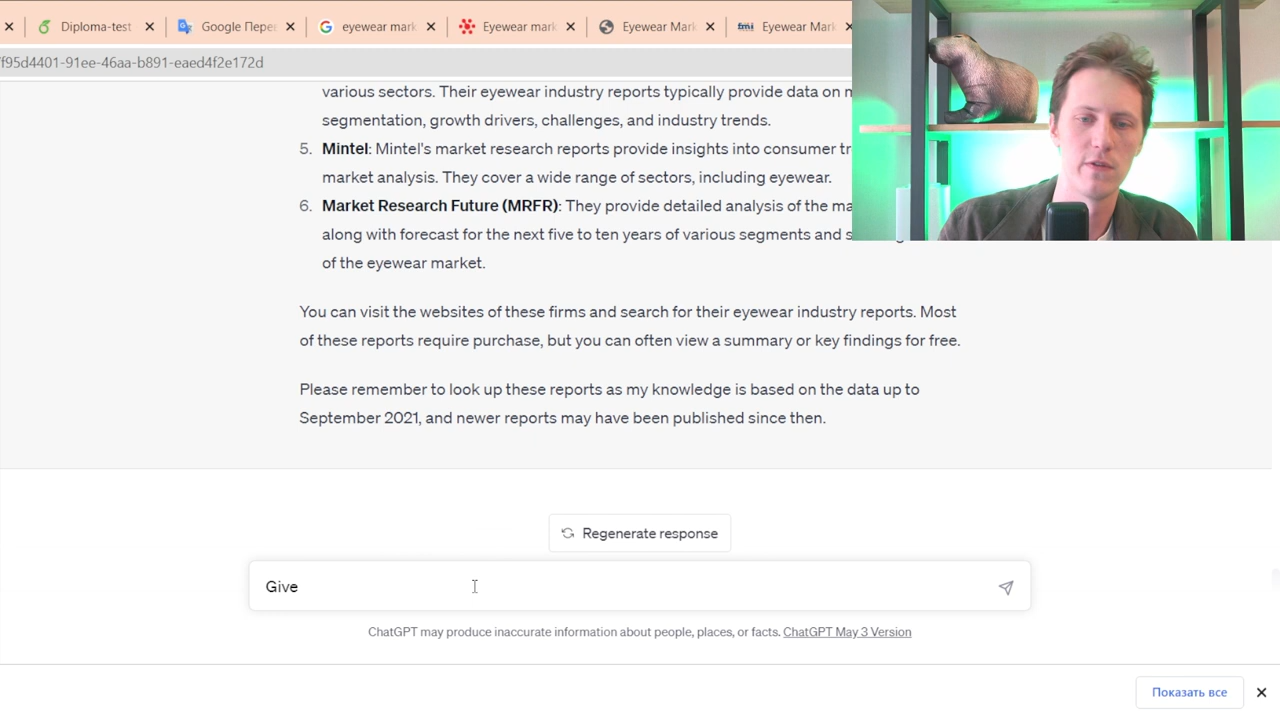 Diploma-test
Google Пере
eyewear mark
Eyewear mark
Eyewear Mark
fmi Eyewear Mark
f95d4401-91ee-46aa-b891-eaed4f2e172d
various sectors. Their eyewear industry reports typically provide data on
segmentation, growth drivers, challenges, and industry trends.
5. Mintel: Mintel's market research reports provide insights into consumer
market analysis. They cover a wide range of sectors, including eyewear.
6. Market Research Future (MRFR): They provide detailed analysis of the
along with forecast for the next five to ten years of various segments and
of the eyewear market.
You can visit the websites of these firms and search for their eyewear industry reports. Most
of these reports require purchase, but you can often view a summary or key findings for free.
Please remember to look up these reports as my knowledge is based on the data up to
September 2021, and newer reports may have been published since then.
Regenerate response
Give
ChatGPT may produce inaccurate information about people, places, or facts. ChatGPT May 3 Version
Показать все